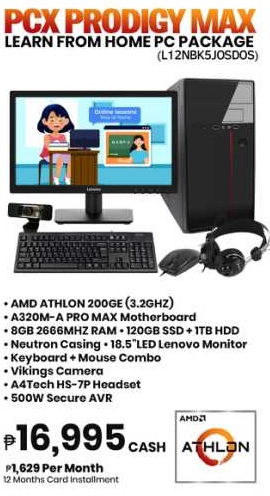 PCX PRODIGY MAX
LEARN FROM HOME PC PACKAGE
(L12NBK5JOSDOS)
Online lessons
Stay at home
Lenovo
• AMD ATHLON 200GE (3.2GHZ)
• A320M-A PRO MAX Motherboard
• 8GB 2666MHZ RAM • 120GB SSD + 1TB HDD
• Neutron Casing • 18.5"LED Lenovo Monitor
• Keyboard + Mouse Combo
• Vikings Camera
• A4Tech HS-7P Headset
• 500W Secure AVR
₱16,995 CASH
₱1,629 Per Month
12 Months Card Installment
AMD
ATHLON